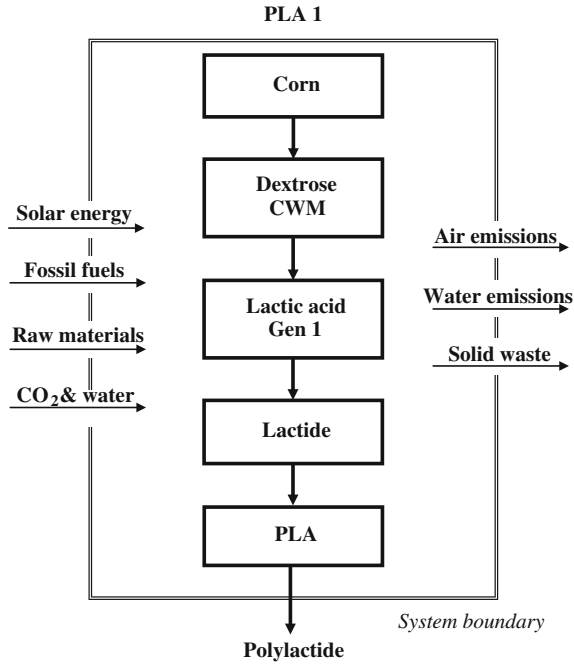 PLA 1
Corn
Dextrose
CWM
Solar energy
Fossil fuels
Raw materials
CO2 & water
Lactic acid
Gen 1
Air emissions
Water emissions
Solid waste
Lactide
PLA
System boundary
Polylactide